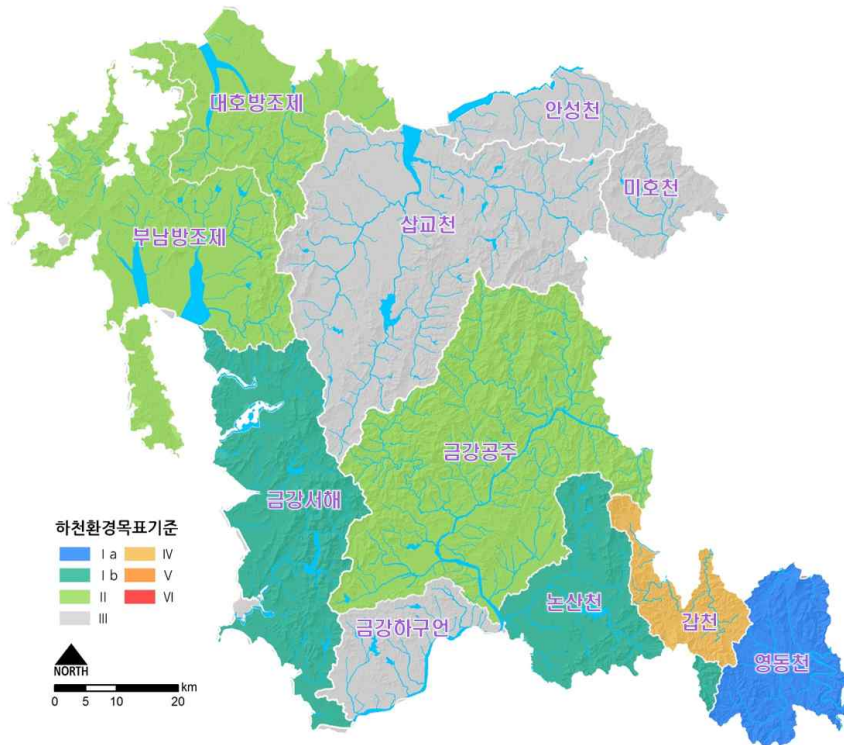 대호방조제
안성천
미호천
삽교천
부남방조제
금강공주
금강서해
하천환경목표기준
Ⅰa
Ⅳ
Ⅰb
Ⅴ
Ⅱ
Ⅵ
Ⅲ
논산천
갑천
금강하구언
영동천
NORTH
km
0 5 10 20